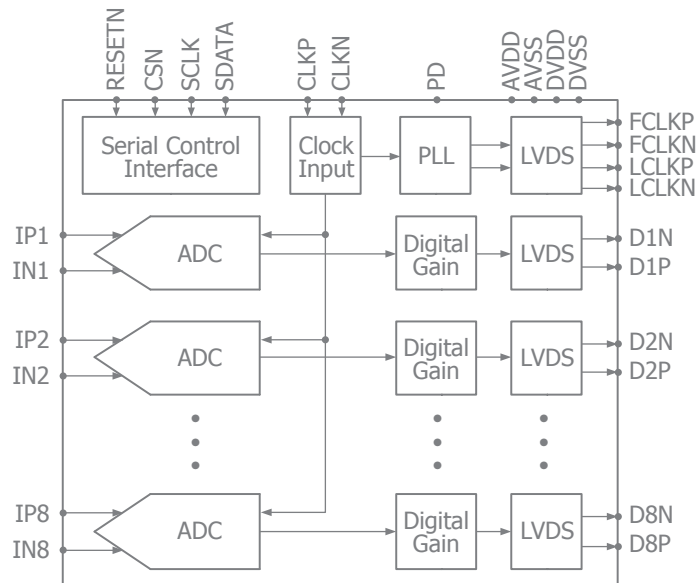 RESETN
CSN
SCLK
SDATA
CLKP
CLKN
PD
AVDD
AVSS
DVDD
DVSS
Serial Control
Interface
Clock
Input
PLL
LVDS
FCLKP
FCLKN
LCLKP
LCLKN
IP1
IN1
ADC
Digital
Gain
LVDS
D1N
D1P
IP2
IN2
ADC
Digital
Gain
LVDS
D2N
D2P
IP8
IN8
ADC
Digital
Gain
LVDS
D8N
D8P